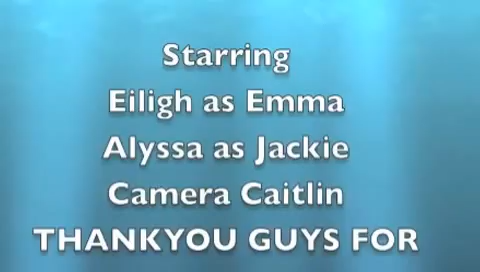 Starring
Eiligh as Emma
Alyssa as Jackie
Camera Caitlin
THANKYOU GUYS FOR